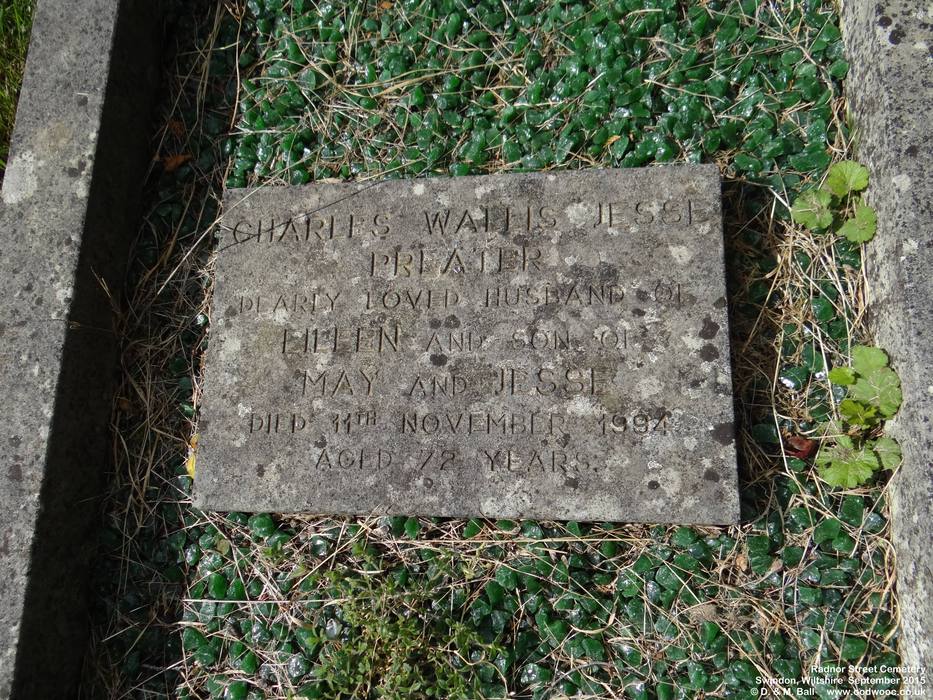 CHARLES WALLIS JESSE
PREATER
DEARLY LOVED HUSBAND OF
EILEEN AND SON OF
MAY AND JESSE
DIED 11TH NOVEMBER 1994
AGED 72 YEARS.
Radnor Street Cemetery
Swindon, Wiltshire September 2015
© D. & M. Ball www.dodwooc.co.uk